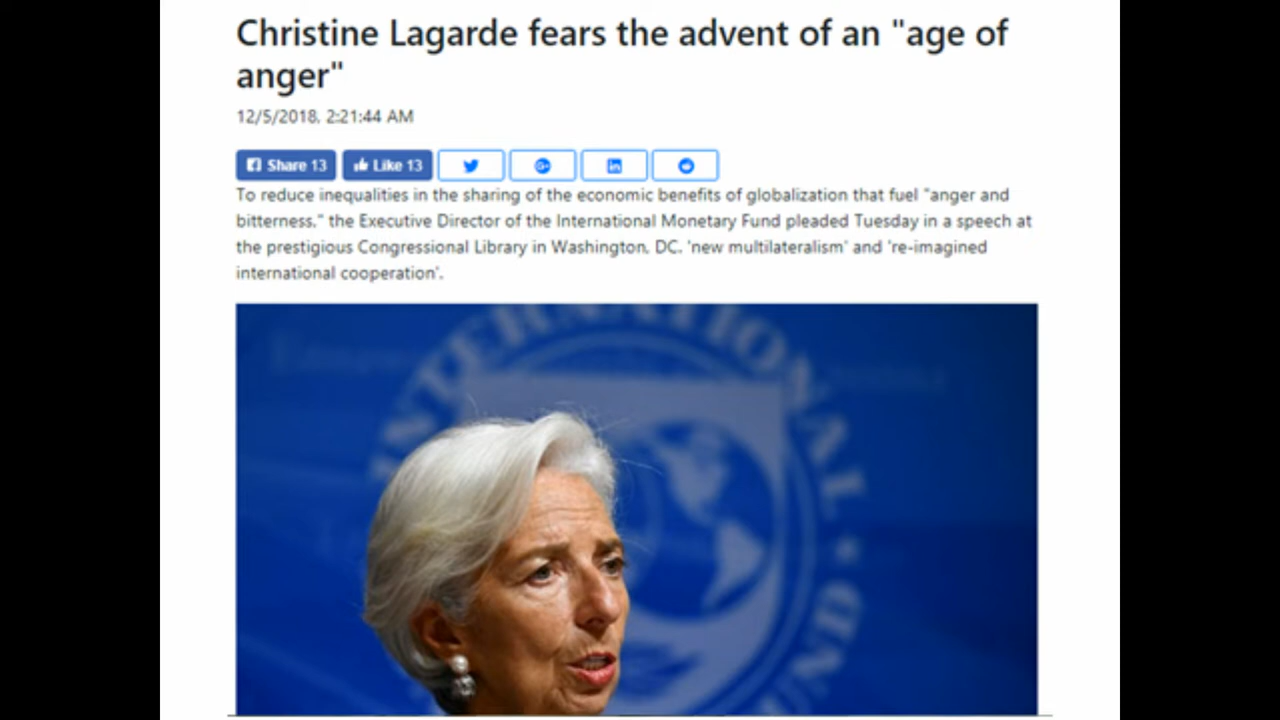 Christine Lagarde fears the advent of an "age of
anger"
12/5/2018, 2:21:44 AM
Share 13 Like 13
To reduce inequalities in the sharing of the economic benefits of globalization that fuel "anger and
bitterness," the Executive Director of the International Monetary Fund pleaded Tuesday in a speech at
the prestigious Congressional Library in Washington, DC. 'new multilateralism' and 're-imagined
international cooperation'.
INTERNATIONAL